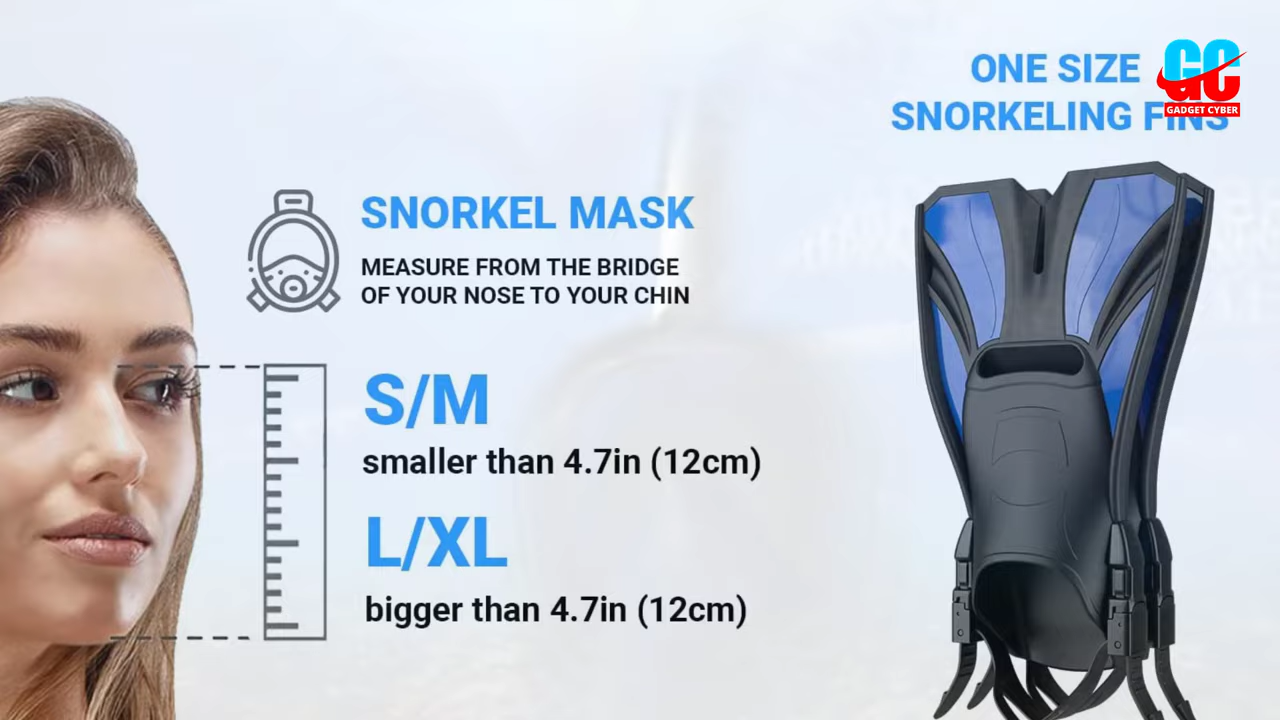 ONE SIZE
SNORKELING FINS
GC
GADGET CYBER
SNORKEL MASK
MEASURE FROM THE BRIDGE
OF YOUR NOSE TO YOUR CHIN
S/M
smaller than 4.7in (12cm)
L/XL
bigger than 4.7in (12cm)